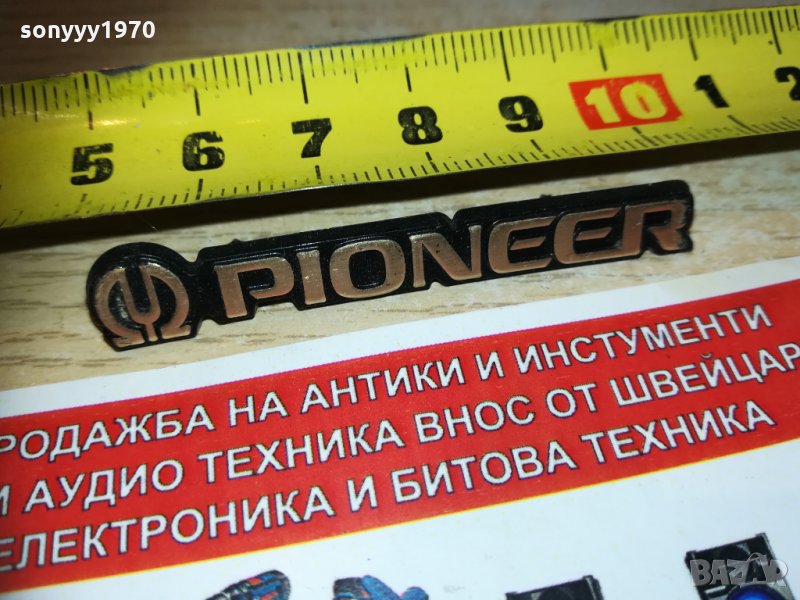 sonyyy1970
5 6 7 8 9 10 1 2
PIONEER
РОДАЖБА НА АНТИКИ И ИНСТУМЕНТИ
И АУДИО ТЕХНИКА ВНОС ОТ ШВЕЙЦАР
ЕЛЕКТРОНИКА И БИТОВА ТЕХНИКА
BAZAR